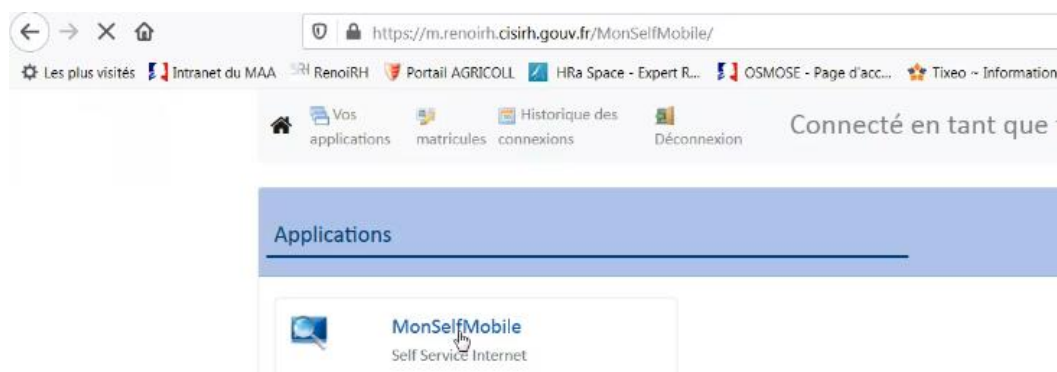 https://m.renoirh.cisirh.gouv.fr/MonSelfMobile/
Les plus visités Intranet du MAA RenoiRH Portail AGRICOLL HRa Space - Expert R... OSMOSE - Page d'acc... Tixeo ~ Information
Vos applications
matricules
Historique des connexions
Déconnexion
Connecté en tant que
Applications
MonSelfMobile
Self Service Internet